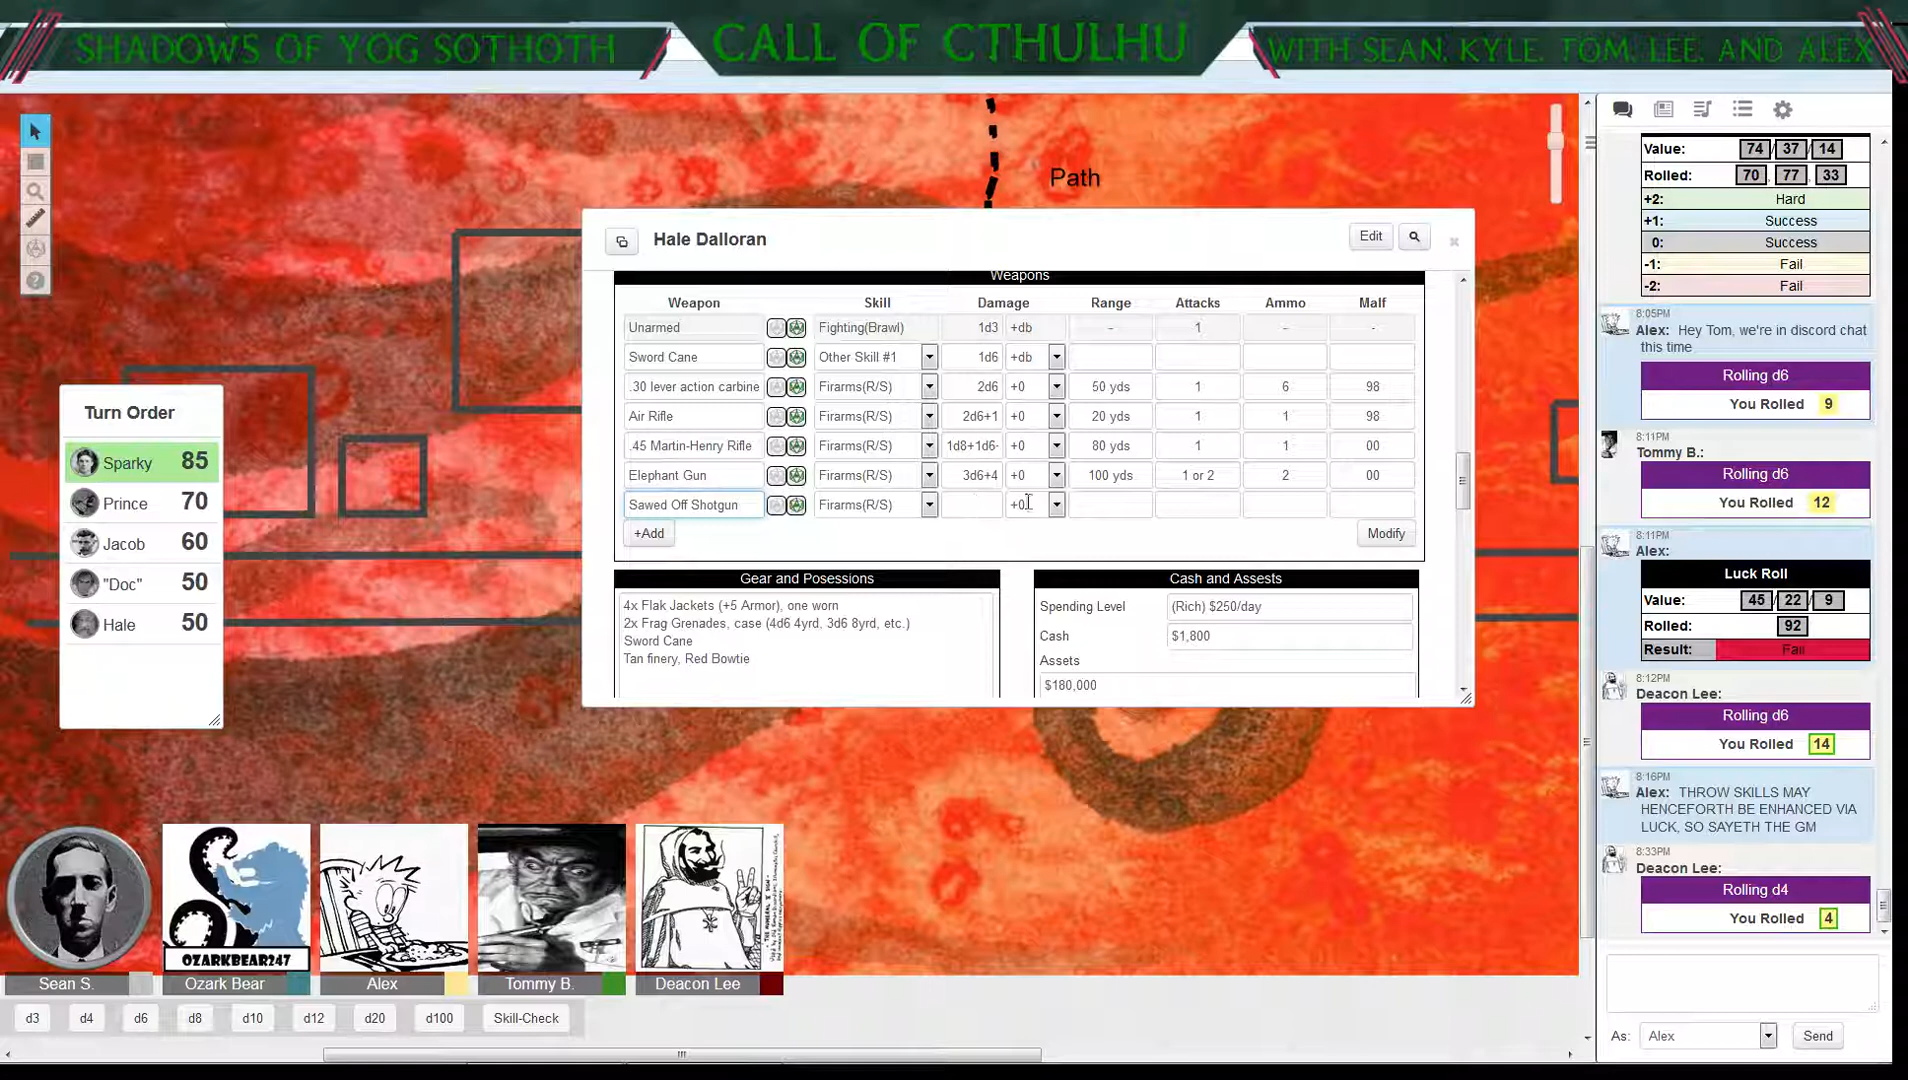 SHADOWS OF YOG SOTHOTH
CALL OF CTHULHU
WITH SEAN, KYLE, TOM, LEE, AND ALEX
Path
Turn Order
Sparky 85
Prince 70
Jacob 60
"Doc" 50
Hale 50
Hale Dalloran
Edit
Weapons
Weapon Skill Damage Range Attacks Ammo Malf
Unarmed Fighting(Brawl) 1d3 +db - 1 - -
Sword Cane Other Skill #1 1d6 +db
.30 lever action carbine Firarms(R/S) 2d6 +0 50 yds 1 6 98
Air Rifle Firarms(R/S) 2d6+1 +0 20 yds 1 1 98
.45 Martin-Henry Rifle Firarms(R/S) 1d8+1d6- +0 80 yds 1 1 00
Elephant Gun Firarms(R/S) 3d6+4 +0 100 yds 1 or 2 2 00
Sawed Off Shotgun Firarms(R/S) +0
+Add
Modify
Gear and Posessions
4x Flak Jackets (+5 Armor), one worn
2x Frag Grenades, case (4d6 4yrd, 3d6 8yrd, etc.)
Sword Cane
Tan finery, Red Bowtie
Cash and Assests
Spending Level (Rich) $250/day
Cash $1,800
Assets
$180,000
Value: 74 / 37 / 14
Rolled: 70, 77, 33
+2: Hard
+1: Success
0: Success
-1: Fail
-2: Fail
8:05PM
Alex: Hey Tom, we're in discord chat
this time
Rolling d6
You Rolled 9
8:11PM
Tommy B.:
Rolling d6
You Rolled 12
8:11PM
Alex:
Luck Roll
Value: 45 / 22 / 9
Rolled: 92
Result: Fail
8:12PM
Deacon Lee:
Rolling d6
You Rolled 14
8:16PM
Alex: THROW SKILLS MAY
HENCEFORTH BE ENHANCED VIA
LUCK, SO SAYETH THE GM
8:33PM
Deacon Lee:
Rolling d4
You Rolled 4
As: Alex Send
OZARKBEAR247
Sean S. Ozark Bear Alex Tommy B. Deacon Lee
d3 d4 d6 d8 d10 d12 d20 d100 Skill-Check